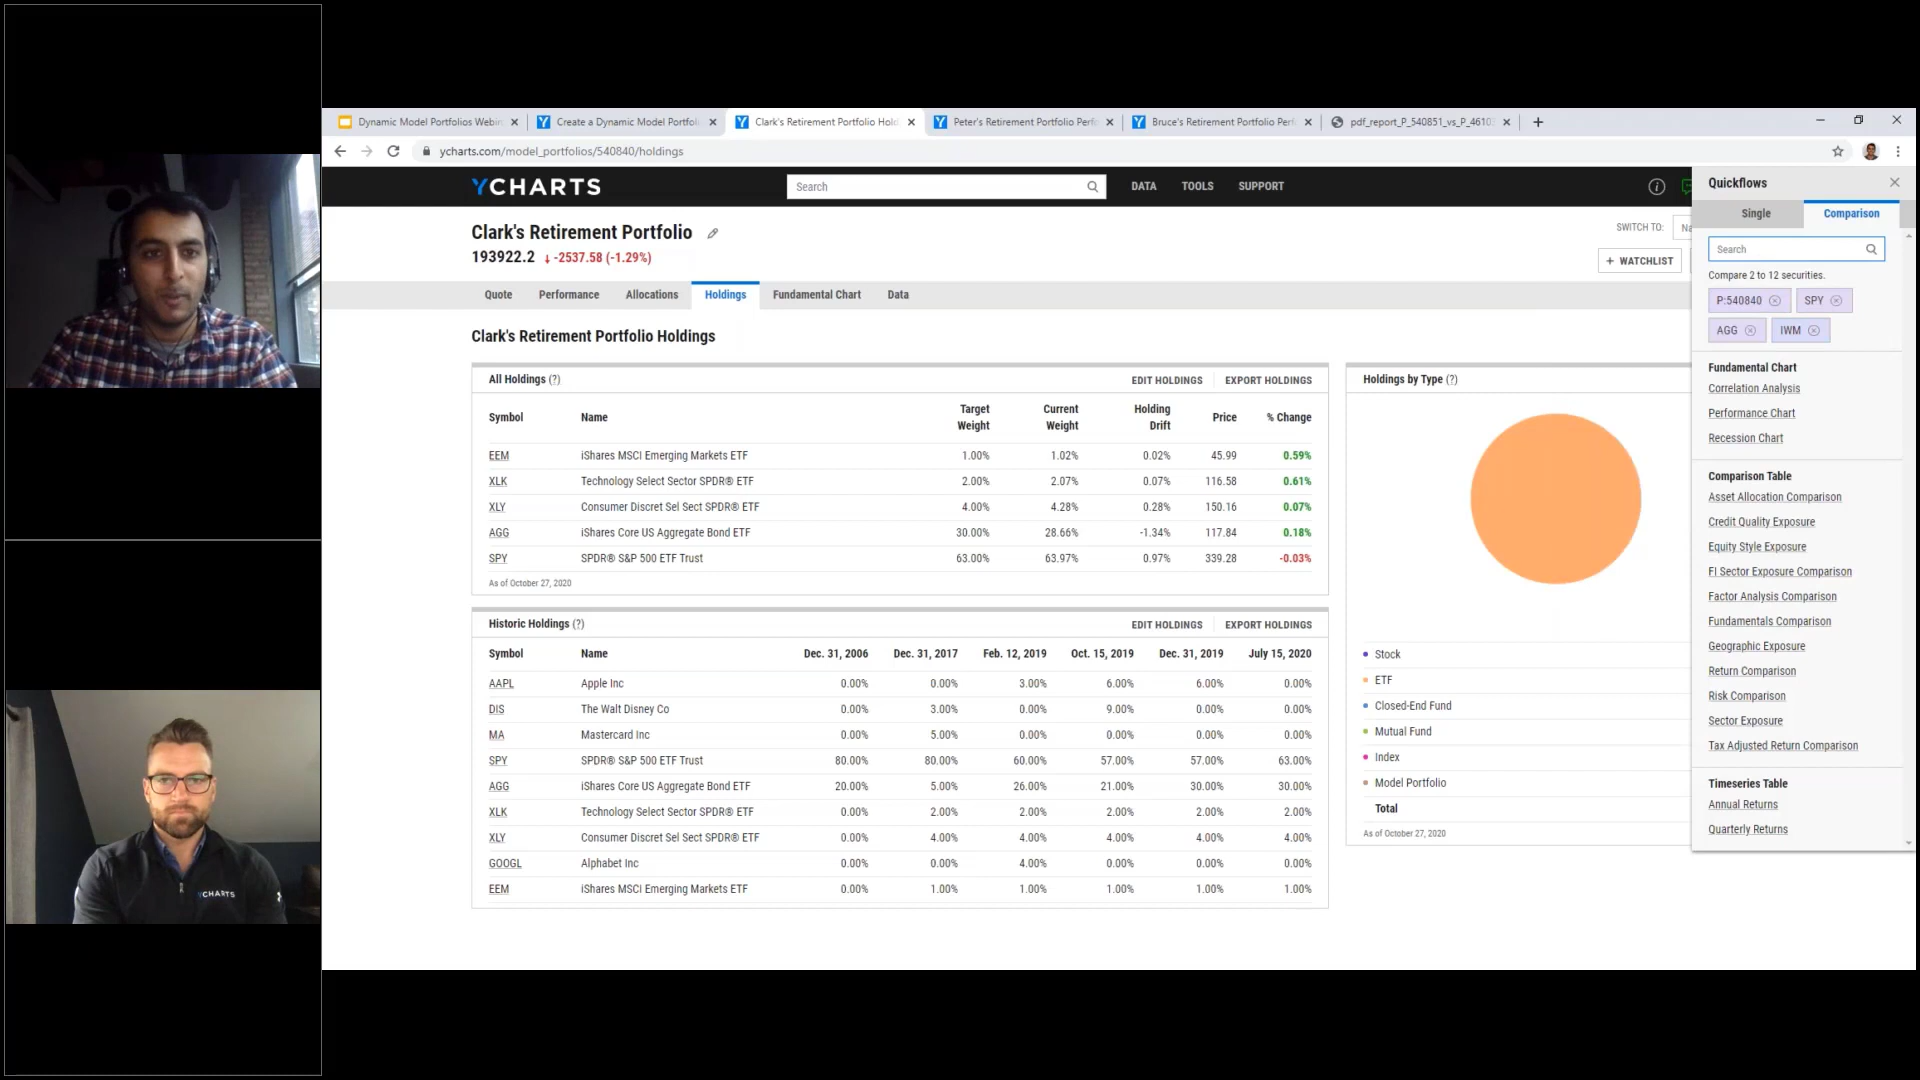 Dynamic Model Portfolios Webin
Create a Dynamic Model Portfoli
Clark's Retirement Portfolio Hold
Peter's Retirement Portfolio Perfo
Bruce's Retirement Portfolio Perf
pdf_report_P_540851_vs_P_4610
ycharts.com/model_portfolios/540840/holdings
YCHARTS
Search
DATA
TOOLS
SUPPORT
Clark's Retirement Portfolio
193922.2 ↓ -2537.58 (-1.29%)
SWITCH TO: Na
+ WATCHLIST
Quote Performance Allocations Holdings Fundamental Chart Data
Clark's Retirement Portfolio Holdings
All Holdings (?) EDIT HOLDINGS EXPORT HOLDINGS
Symbol Name Target Weight Current Weight Holding Drift Price % Change
EEM iShares MSCI Emerging Markets ETF 1.00% 1.02% 0.02% 45.99 0.59%
XLK Technology Select Sector SPDR® ETF 2.00% 2.07% 0.07% 116.58 0.61%
XLY Consumer Discret Sel Sect SPDR® ETF 4.00% 4.28% 0.28% 150.16 0.07%
AGG iShares Core US Aggregate Bond ETF 30.00% 28.66% -1.34% 117.84 0.18%
SPY SPDR® S&P 500 ETF Trust 63.00% 63.97% 0.97% 339.28 -0.03%
As of October 27, 2020
Historic Holdings (?) EDIT HOLDINGS EXPORT HOLDINGS
Symbol Name Dec. 31, 2006 Dec. 31, 2017 Feb. 12, 2019 Oct. 15, 2019 Dec. 31, 2019 July 15, 2020
AAPL Apple Inc 0.00% 0.00% 3.00% 6.00% 6.00% 0.00%
DIS The Walt Disney Co 0.00% 3.00% 0.00% 9.00% 0.00% 0.00%
MA Mastercard Inc 0.00% 5.00% 0.00% 0.00% 0.00% 0.00%
SPY SPDR® S&P 500 ETF Trust 80.00% 80.00% 60.00% 57.00% 57.00% 63.00%
AGG iShares Core US Aggregate Bond ETF 20.00% 5.00% 26.00% 21.00% 30.00% 30.00%
XLK Technology Select Sector SPDR® ETF 0.00% 2.00% 2.00% 2.00% 2.00% 2.00%
XLY Consumer Discret Sel Sect SPDR® ETF 0.00% 4.00% 4.00% 4.00% 4.00% 4.00%
GOOGL Alphabet Inc 0.00% 0.00% 4.00% 0.00% 0.00% 0.00%
EEM iShares MSCI Emerging Markets ETF 0.00% 1.00% 1.00% 1.00% 1.00% 1.00%
Holdings by Type (?)
Stock
ETF
Closed-End Fund
Mutual Fund
Index
Model Portfolio
Total
As of October 27, 2020
Quickflows
Single Comparison
Search
Compare 2 to 12 securities.
P:540840 SPY
AGG IWM
Fundamental Chart
Correlation Analysis
Performance Chart
Recession Chart
Comparison Table
Asset Allocation Comparison
Credit Quality Exposure
Equity Style Exposure
FI Sector Exposure Comparison
Factor Analysis Comparison
Fundamentals Comparison
Geographic Exposure
Return Comparison
Risk Comparison
Sector Exposure
Tax Adjusted Return Comparison
Timeseries Table
Annual Returns
Quarterly Returns
YCHARTS